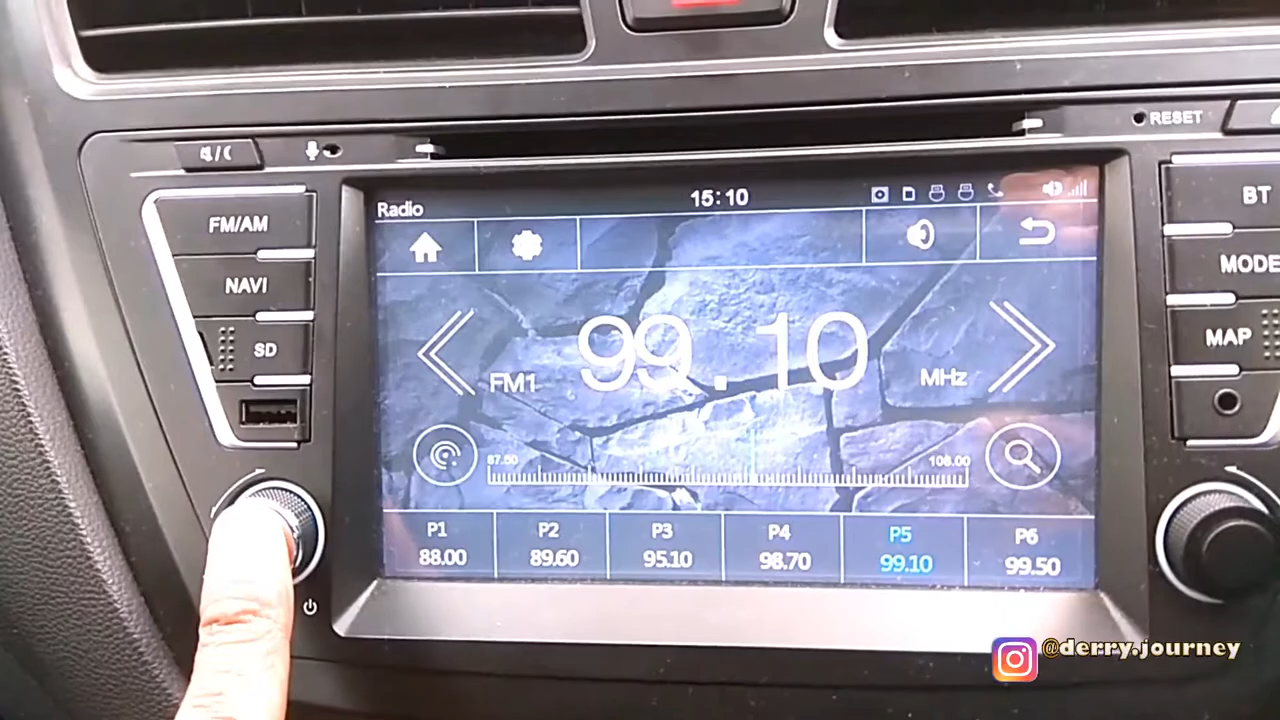 RESET
FM/AM
NAVI
SD
BT
MODE
MAP
Radio
15:10
99.10
FM1
MHz
87.50
108.00
P1
88.00
P2
89.60
P3
95.10
P4
98.70
P5
99.10
P6
99.50
@derry.journey